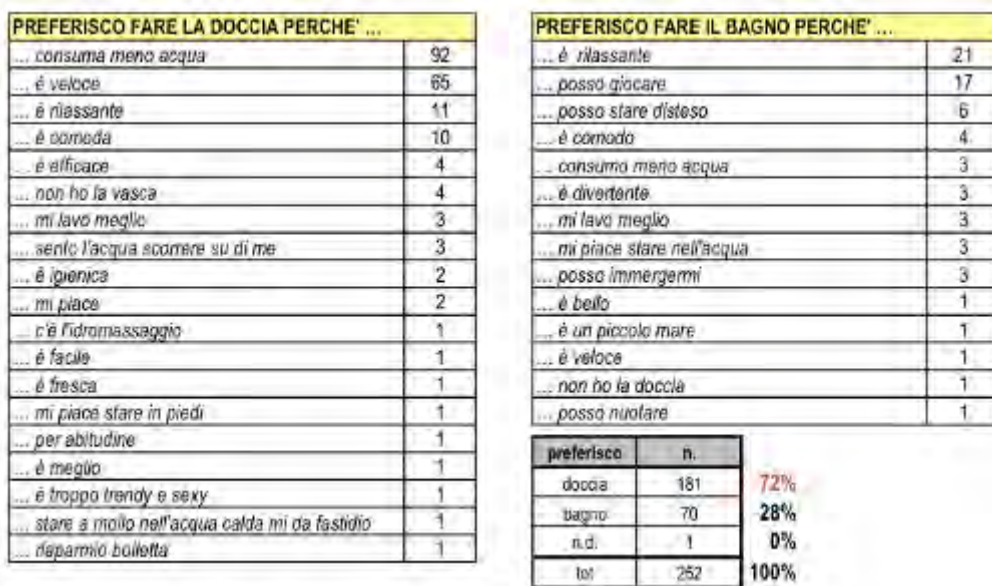 PREFERISCO FARE LA DOCCIA PERCHE' ...
... consuma meno acqua 92
... è veloce 65
... è rilassante 11
... è comoda 10
... è efficace 4
... non ho la vasca 4
... mi lavo meglio 3
... sento l'acqua scorrere su di me 3
... è igienica 2
... mi piace 2
... c'è l'idromassaggio 1
... è facile 1
... è fresca 1
... mi piace stare in piedi 1
... per abitudine 1
... è meglio 1
... è troppo trendy e sexy 1
... stare a mollo nell'acqua calda mi da fastidio 1
... risparmio bolletta 1
PREFERISCO FARE IL BAGNO PERCHE' ...
... è rilassante 21
... posso giocare 17
... posso stare disteso 6
... è comodo 4
... consumo meno acqua 3
... è divertente 3
... mi lavo meglio 3
... mi piace stare nell'acqua 3
... posso immergermi 3
... è bello 1
... è un piccolo mare 1
... è veloce 1
... non ho la doccia 1
... posso nuotare 1
preferisco n.
doccia 181 72%
bagno 70 28%
n.d. 1 0%
tot 252 100%